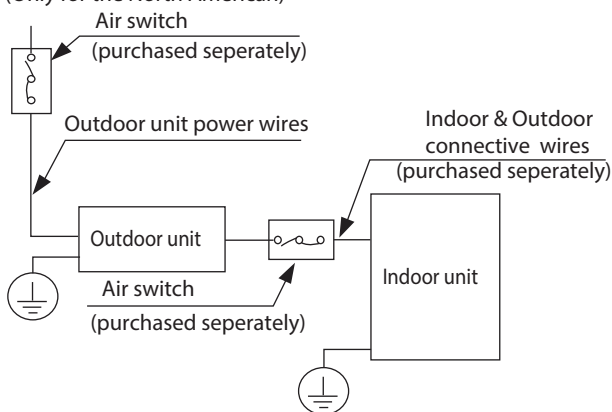 (Only for the North American)
Air switch
(purchased seperately)
Outdoor unit power wires
Indoor & Outdoor
connective wires
(purchased seperately)
Outdoor unit
Indoor unit
Air switch
(purchased seperately)